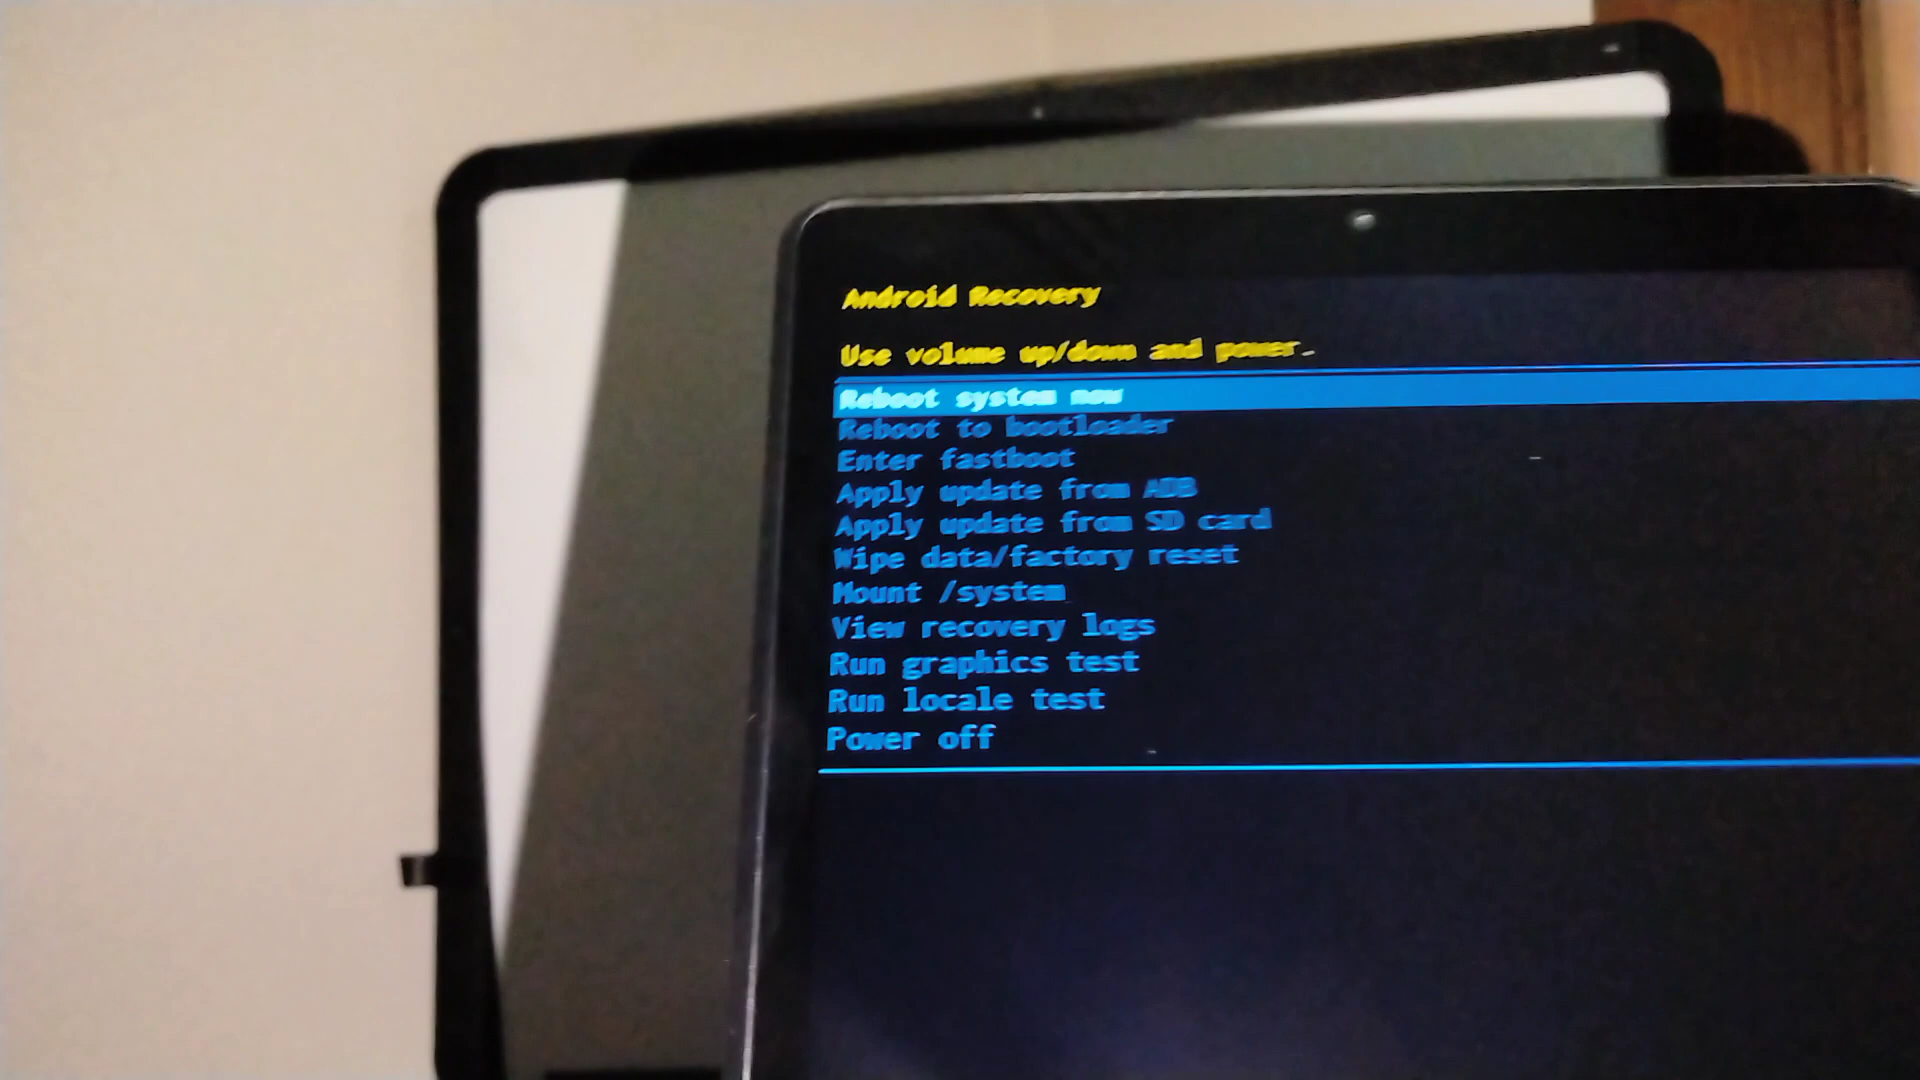 Android Recovery
Use volume up/down and power.
Reboot system now
Reboot to bootloader
Enter fastboot
Apply update from ADB
Apply update from SD card
Wipe data/factory reset
Mount /system
View recovery logs
Run graphics test
Run locale test
Power off